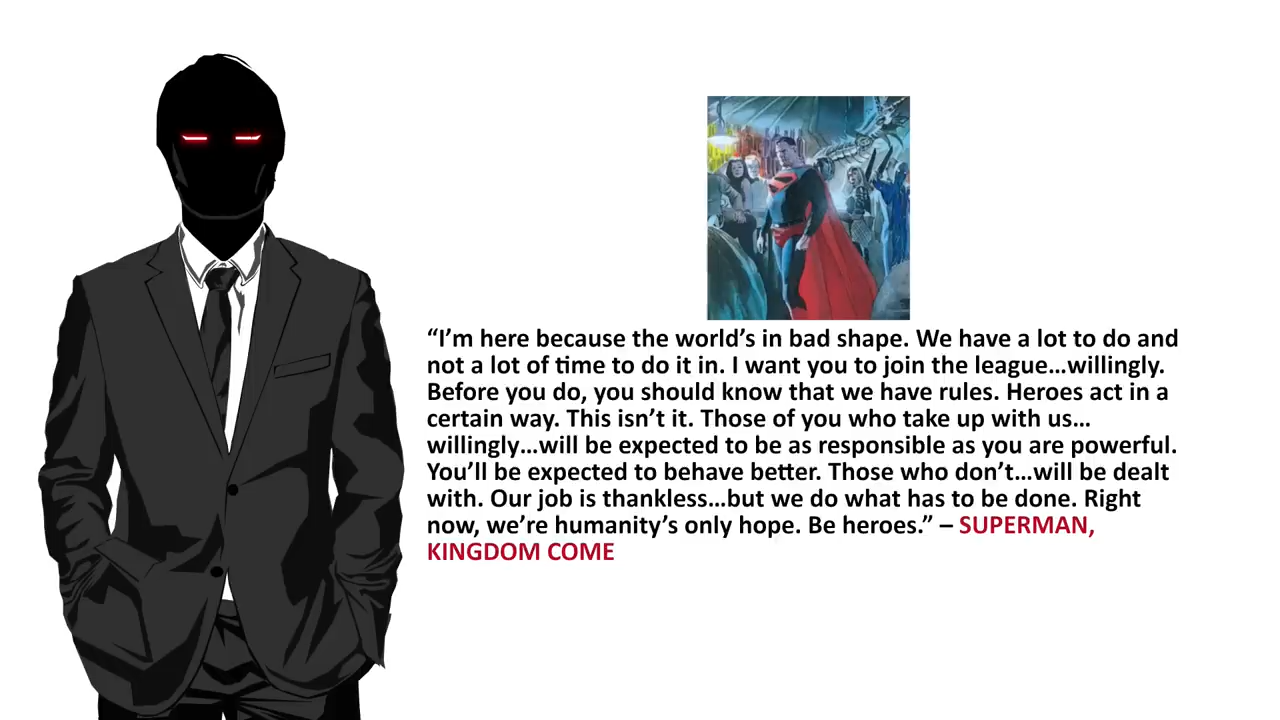 “I’m here because the world’s in bad shape. We have a lot to do and
not a lot of time to do it in. I want you to join the league…willingly.
Before you do, you should know that we have rules. Heroes act in a
certain way. This isn’t it. Those of you who take up with us…
willingly…will be expected to be as responsible as you are powerful.
You’ll be expected to behave better. Those who don’t…will be dealt
with. Our job is thankless…but we do what has to be done. Right
now, we’re humanity’s only hope. Be heroes.” – SUPERMAN,
KINGDOM COME